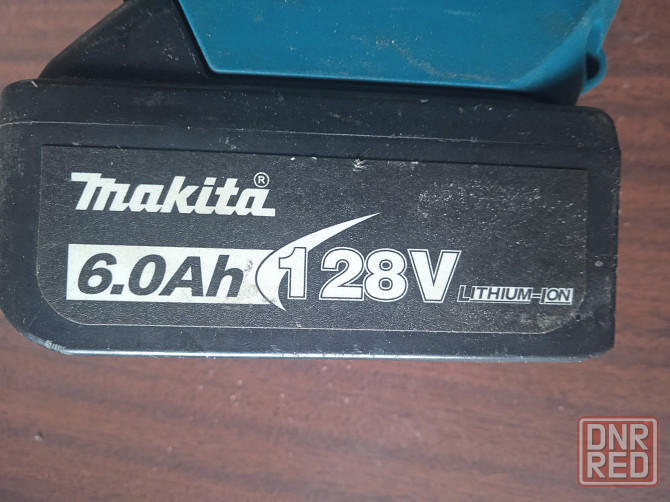 makita®
6.0Ah 128V LITHIUM-ION
DNR
RED